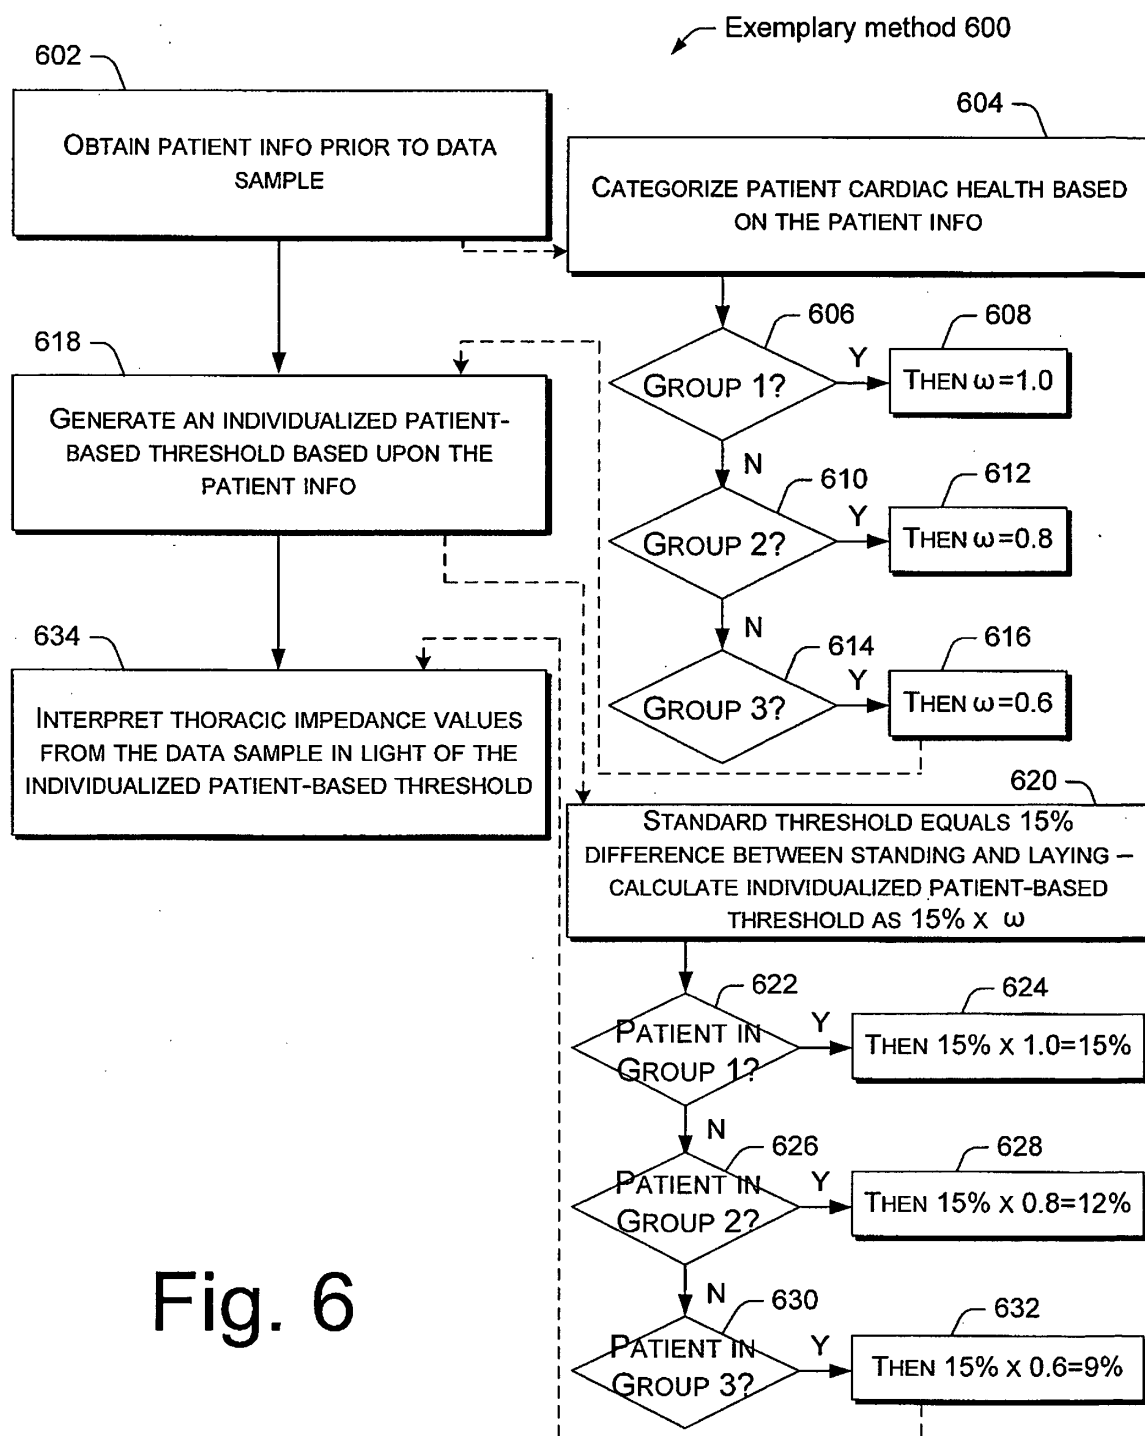 Exemplary method 600
602
OBTAIN PATIENT INFO PRIOR TO DATA
SAMPLE
604
CATEGORIZE PATIENT CARDIAC HEALTH BASED
ON THE PATIENT INFO
606
GROUP 1?
Y
608
THEN ω=1.0
N
610
GROUP 2?
Y
612
THEN ω=0.8
N
614
GROUP 3?
Y
616
THEN ω=0.6
618
GENERATE AN INDIVIDUALIZED PATIENT-
BASED THRESHOLD BASED UPON THE
PATIENT INFO
620
STANDARD THRESHOLD EQUALS 15%
DIFFERENCE BETWEEN STANDING AND LAYING –
CALCULATE INDIVIDUALIZED PATIENT-BASED
THRESHOLD AS 15% X ω
622
PATIENT IN
GROUP 1?
Y
624
THEN 15% X 1.0=15%
N
626
PATIENT IN
GROUP 2?
Y
628
THEN 15% X 0.8=12%
N
630
PATIENT IN
GROUP 3?
Y
632
THEN 15% X 0.6=9%
634
INTERPRET THORACIC IMPEDANCE VALUES
FROM THE DATA SAMPLE IN LIGHT OF THE
INDIVIDUALIZED PATIENT-BASED THRESHOLD
Fig. 6